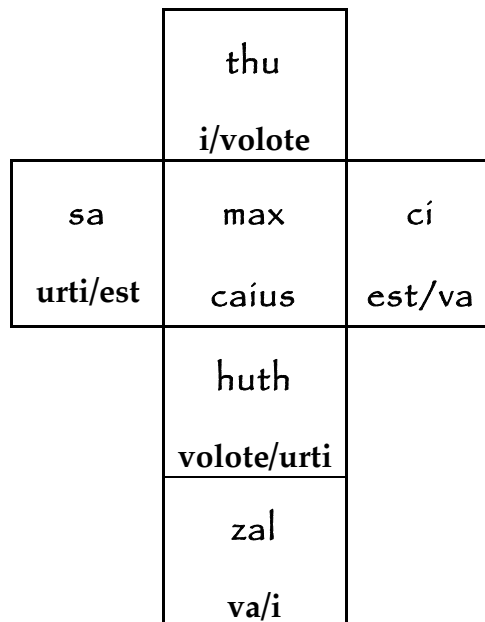 thu
i/volote
sa max ci
urti/est caius est/va
huth
volote/urti
zal
va/i